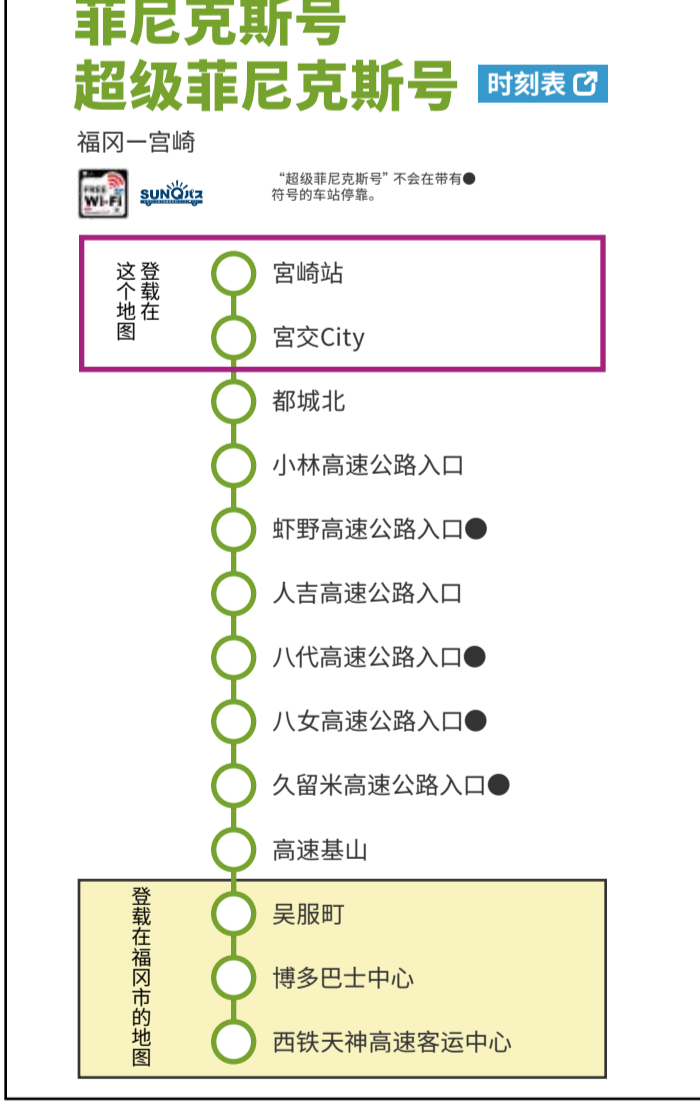 菲尼克斯号
超级菲尼克斯号
时刻表
福冈一宫崎
FREE
Wi-Fi
SUNQパス
“超级菲尼克斯号”不会在带有●
符号的车站停靠。
登载在
这个地图
宮崎站
宮交City
都城北
小林高速公路入口
虾野高速公路入口●
人吉高速公路入口
八代高速公路入口●
八女高速公路入口●
久留米高速公路入口●
高速基山
登载在福冈市的地图
吴服町
博多巴士中心
西铁天神高速客运中心